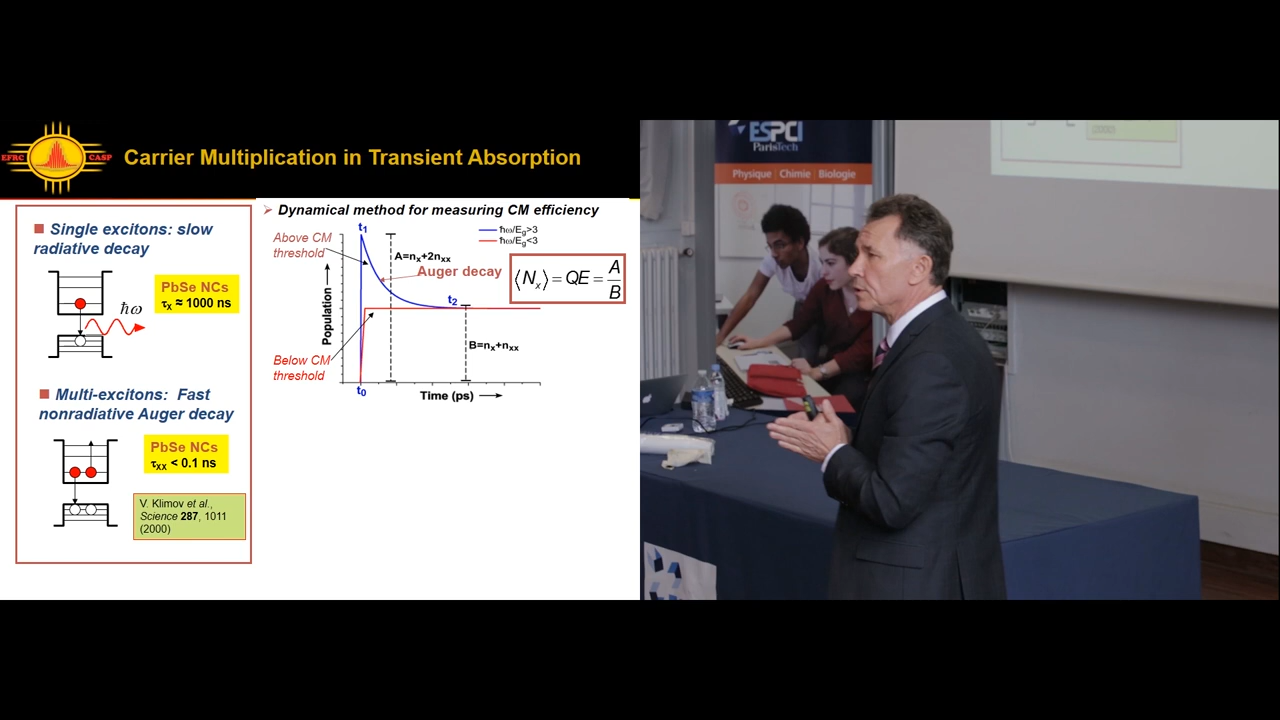 EFRC CASP
Carrier Multiplication in Transient Absorption
Single excitons: slow
radiative decay
PbSe NCs
τx ≈ 1000 ns
ħω
Multi-excitons: Fast
nonradiative Auger decay
PbSe NCs
τxx < 0.1 ns
V. Klimov et al.,
Science 287, 1011
(2000)
Dynamical method for measuring CM efficiency
t1
Above CM
threshold
A=nx+2nxx
Auger decay
ħω/Eg>3
ħω/Eg<3
⟨Nx⟩ = QE = A/B
t2
Population
Below CM
threshold
B=nx+nxx
t0
Time (ps)
ESPCI
ParisTech
Physique | Chimie | Biologie
(2000)